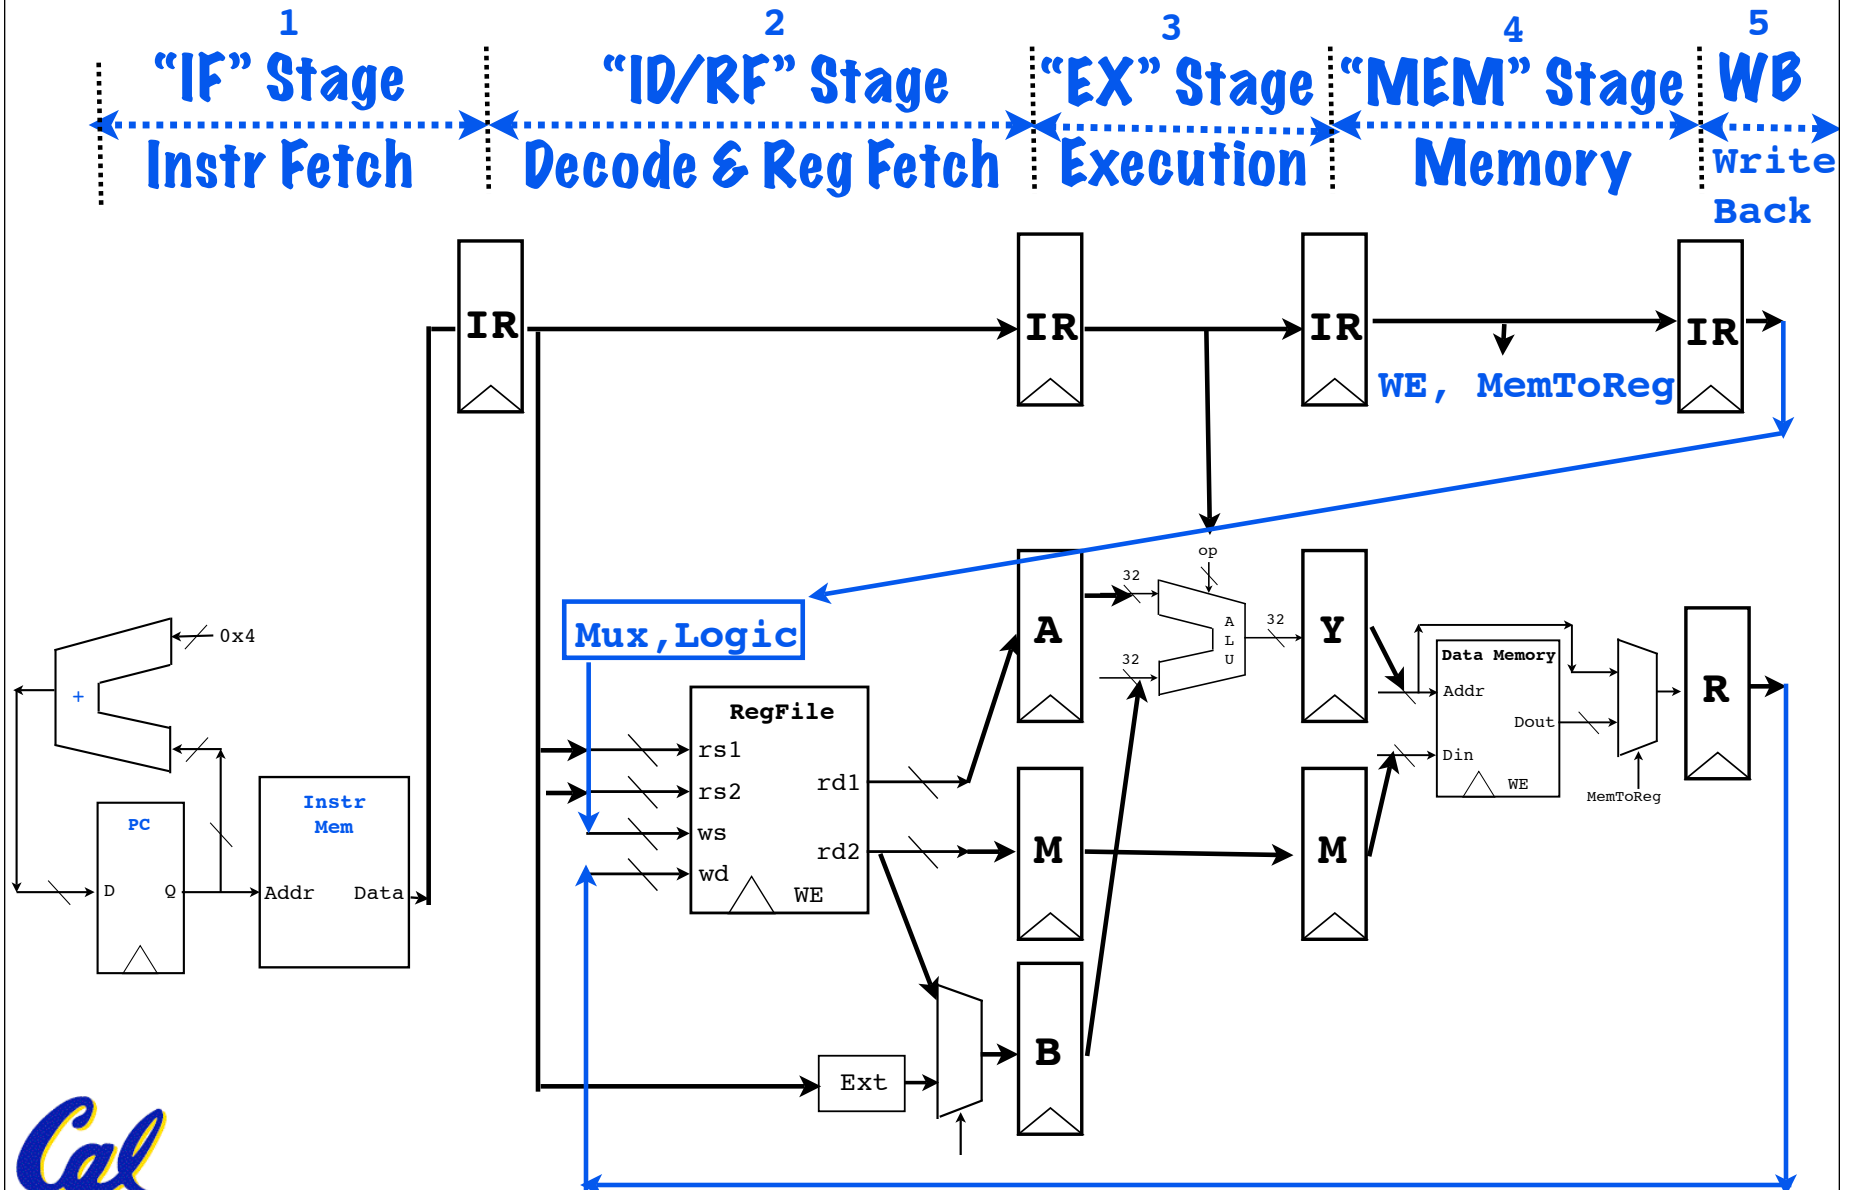 1
2
3
4
5
“IF” Stage
“ID/RF” Stage
“EX” Stage
“MEM” Stage
WB
Instr Fetch
Decode & Reg Fetch
Execution
Memory
Write
Back
IR
IR
IR
IR
WE, MemToReg
op
32
A
32
A
L
U
32
Y
Mux,Logic
0x4
+
Data Memory
Addr
Dout
Din
WE
MemToReg
R
RegFile
rs1
rs2
ws
wd
rd1
rd2
WE
PC
D
Q
Instr
Mem
Addr
Data
M
M
Ext
B
Cal